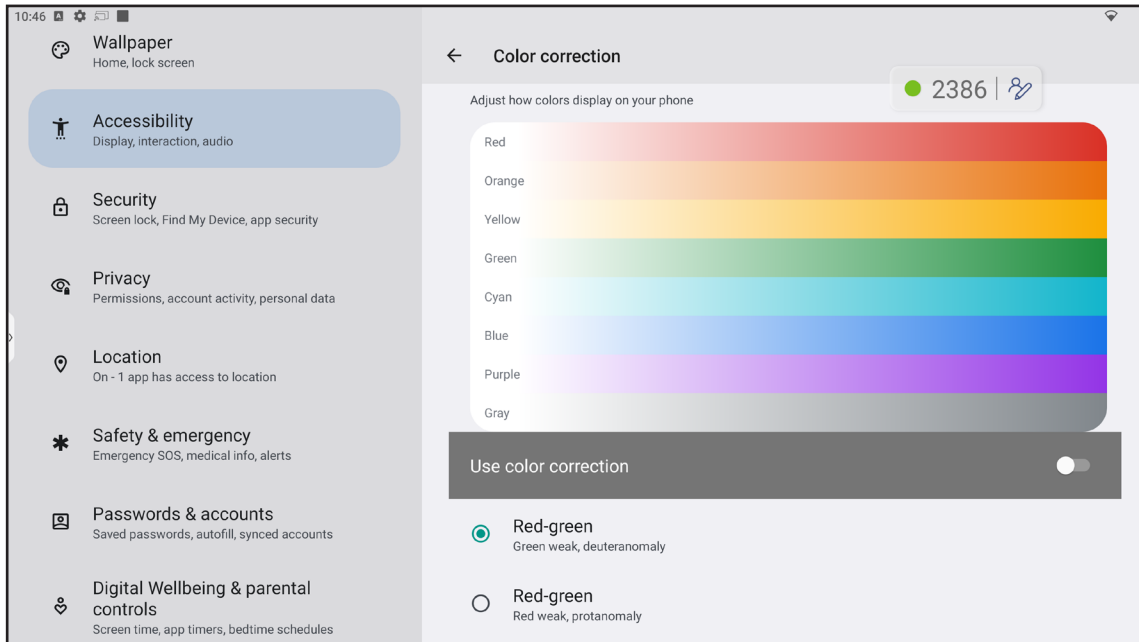 10:46
Wallpaper
Home, lock screen
Accessibility
Display, interaction, audio
Security
Screen lock, Find My Device, app security
Privacy
Permissions, account activity, personal data
Location
On - 1 app has access to location
Safety & emergency
Emergency SOS, medical info, alerts
Passwords & accounts
Saved passwords, autofill, synced accounts
Digital Wellbeing & parental
controls
Screen time, app timers, bedtime schedules
Color correction
2386
Adjust how colors display on your phone
Red
Orange
Yellow
Green
Cyan
Blue
Purple
Gray
Use color correction
Red-green
Green weak, deuteranomaly
Red-green
Red weak, protanomaly